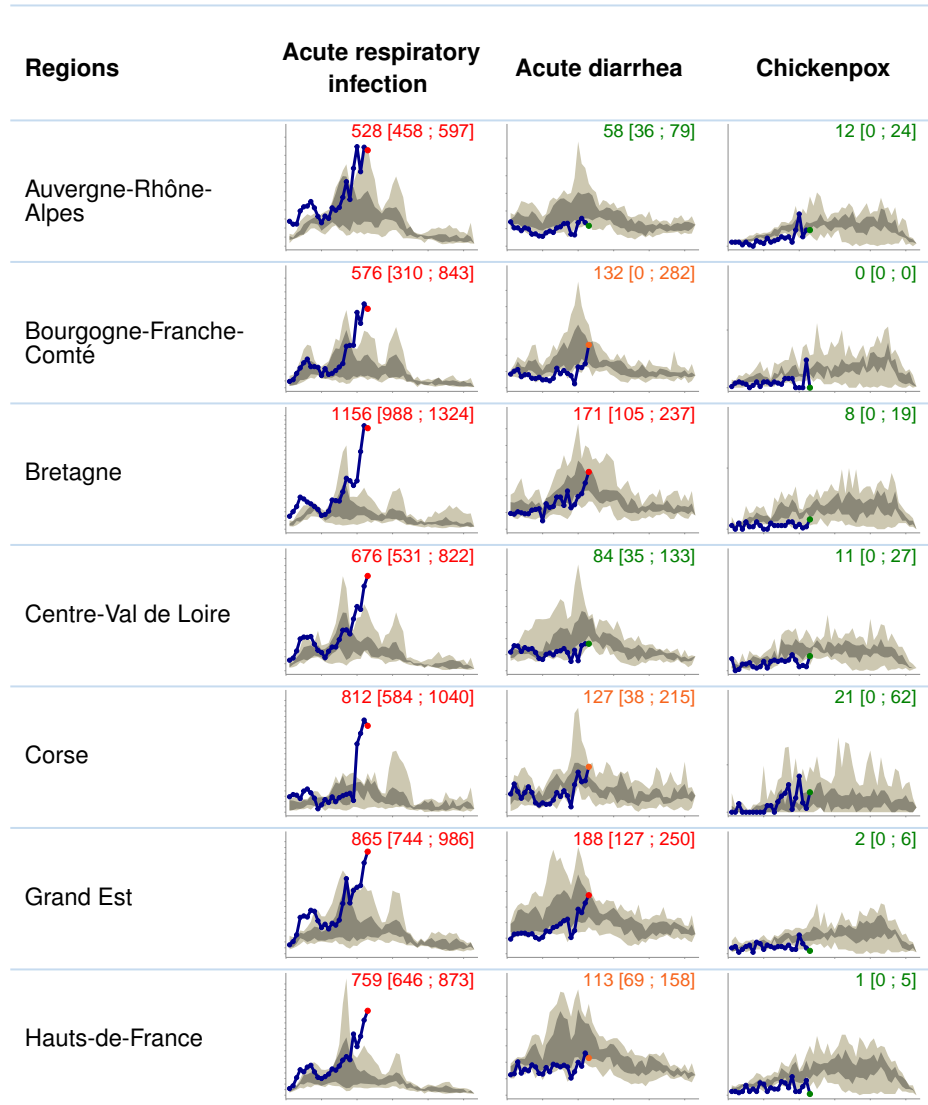 Regions
Acute respiratory
infection
Acute diarrhea
Chickenpox
Auvergne-Rhône-
Alpes
528 [458 ; 597]
58 [36 ; 79]
12 [0 ; 24]
Bourgogne-Franche-
Comté
576 [310 ; 843]
132 [0 ; 282]
0 [0 ; 0]
Bretagne
1156 [988 ; 1324]
171 [105 ; 237]
8 [0 ; 19]
Centre-Val de Loire
676 [531 ; 822]
84 [35 ; 133]
11 [0 ; 27]
Corse
812 [584 ; 1040]
127 [38 ; 215]
21 [0 ; 62]
Grand Est
865 [744 ; 986]
188 [127 ; 250]
2 [0 ; 6]
Hauts-de-France
759 [646 ; 873]
113 [69 ; 158]
1 [0 ; 5]